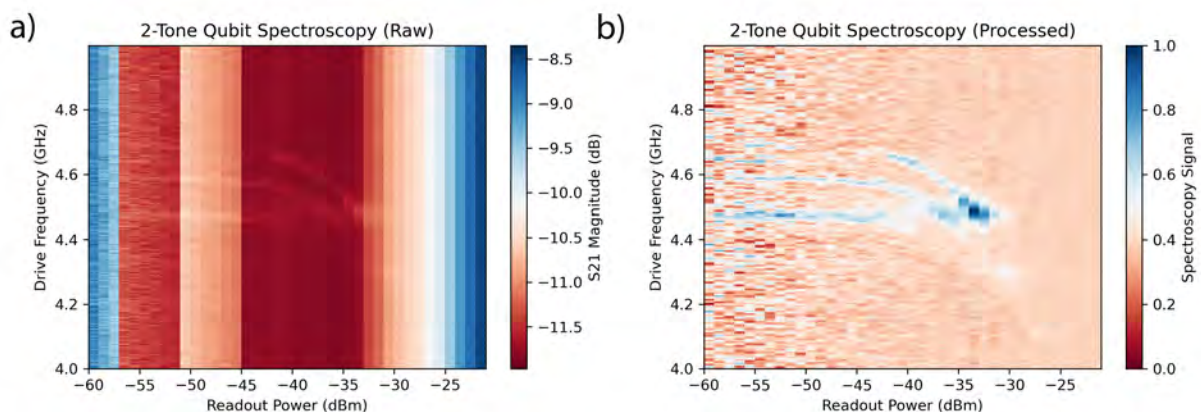 a)
2-Tone Qubit Spectroscopy (Raw)
Drive Frequency (GHz)
4.8
4.6
4.4
4.2
4.0
−60 −55 −50 −45 −40 −35 −30 −25
Readout Power (dBm)
−8.5
−9.0
−9.5
−10.0
−10.5
−11.0
−11.5
S21 Magnitude (dB)
b)
2-Tone Qubit Spectroscopy (Processed)
Drive Frequency (GHz)
4.8
4.6
4.4
4.2
4.0
−60 −55 −50 −45 −40 −35 −30 −25
Readout Power (dBm)
1.0
0.8
0.6
0.4
0.2
0.0
Spectroscopy Signal